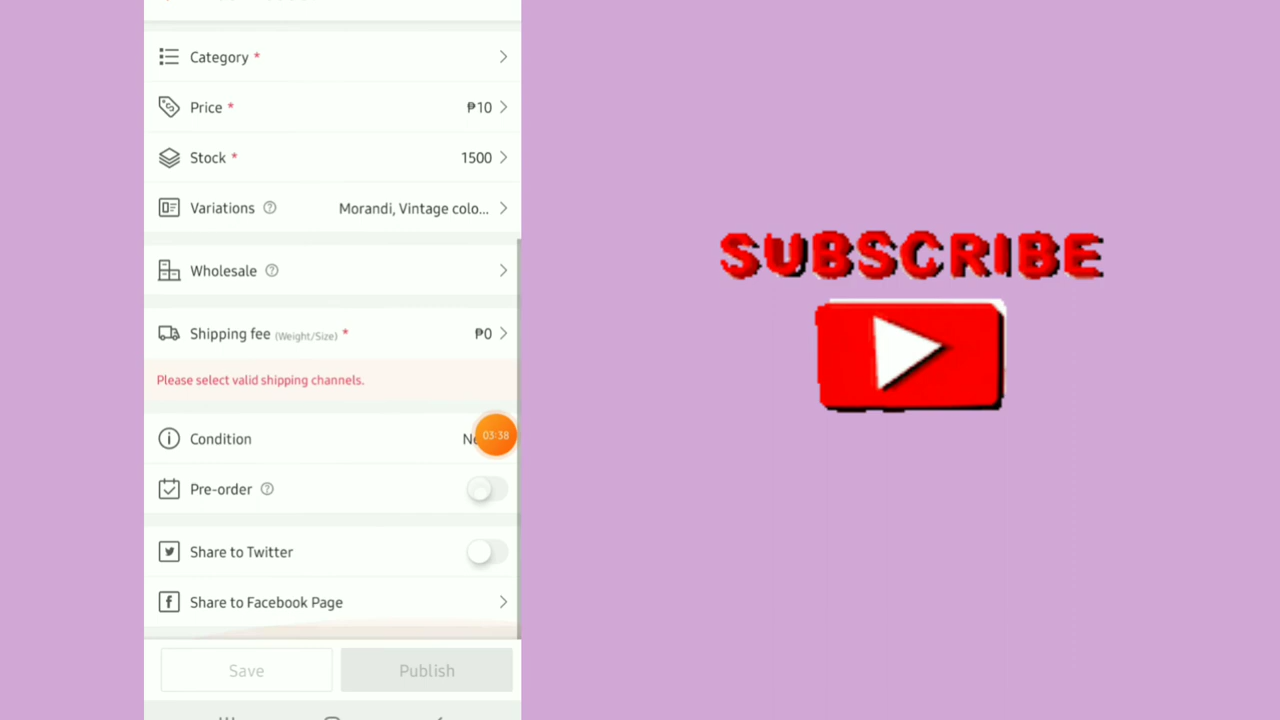 Category *
Price * ₱10
Stock * 1500
Variations Morandi, Vintage colo...
Wholesale
Shipping fee (Weight/Size) * ₱0
Please select valid shipping channels.
Condition
03:38
Pre-order
Share to Twitter
Share to Facebook Page
Save Publish
SUBSCRIBE